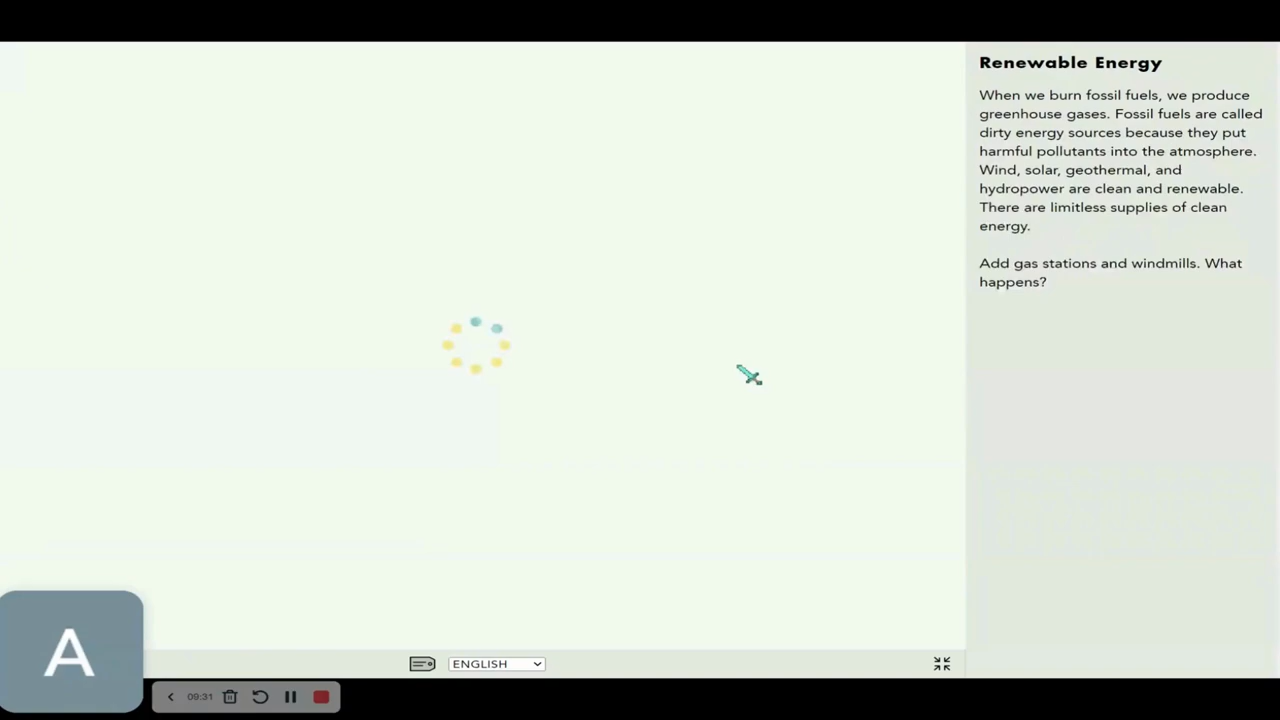 Renewable Energy
When we burn fossil fuels, we produce
greenhouse gases. Fossil fuels are called
dirty energy sources because they put
harmful pollutants into the atmosphere.
Wind, solar, geothermal, and
hydropower are clean and renewable.
There are limitless supplies of clean
energy.
Add gas stations and windmills. What
happens?
A
ENGLISH
09:31